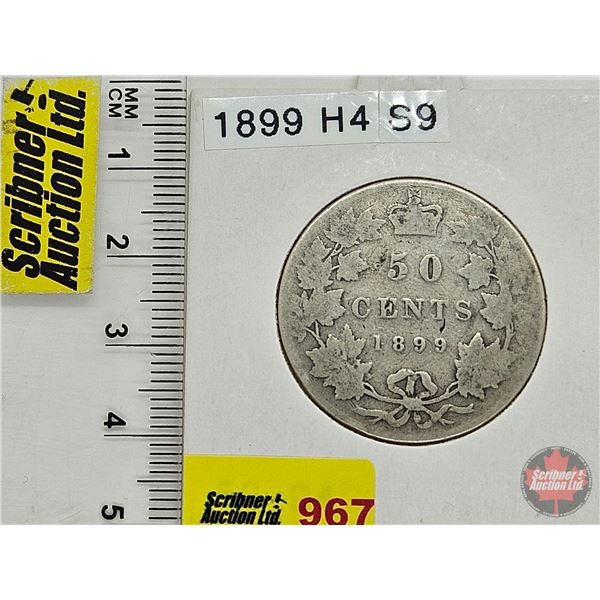 Scribner
Auction Ltd.
MM
CM
1
2
3
4
5
1899 H4 S9
50
CENTS
1899
Scribner
Auction Ltd.
967
Scribner
Auction Ltd.